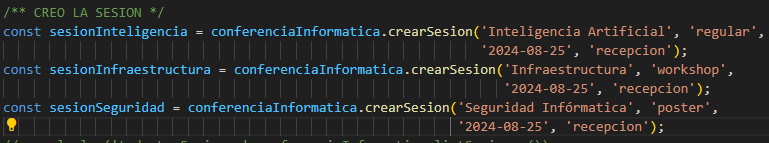 /** CREO LA SESION */
const sesionInteligencia = conferenciaInformatica.crearSesion('Inteligencia Artificial', 'regular',
'2024-08-25', 'recepcion');
const sesionInfraestructura = conferenciaInformatica.crearSesion('Infraestructura', 'workshop',
'2024-08-25', 'recepcion');
const sesionSeguridad = conferenciaInformatica.crearSesion('Seguridad Infórmatica', 'poster',
'2024-08-25', 'recepcion');